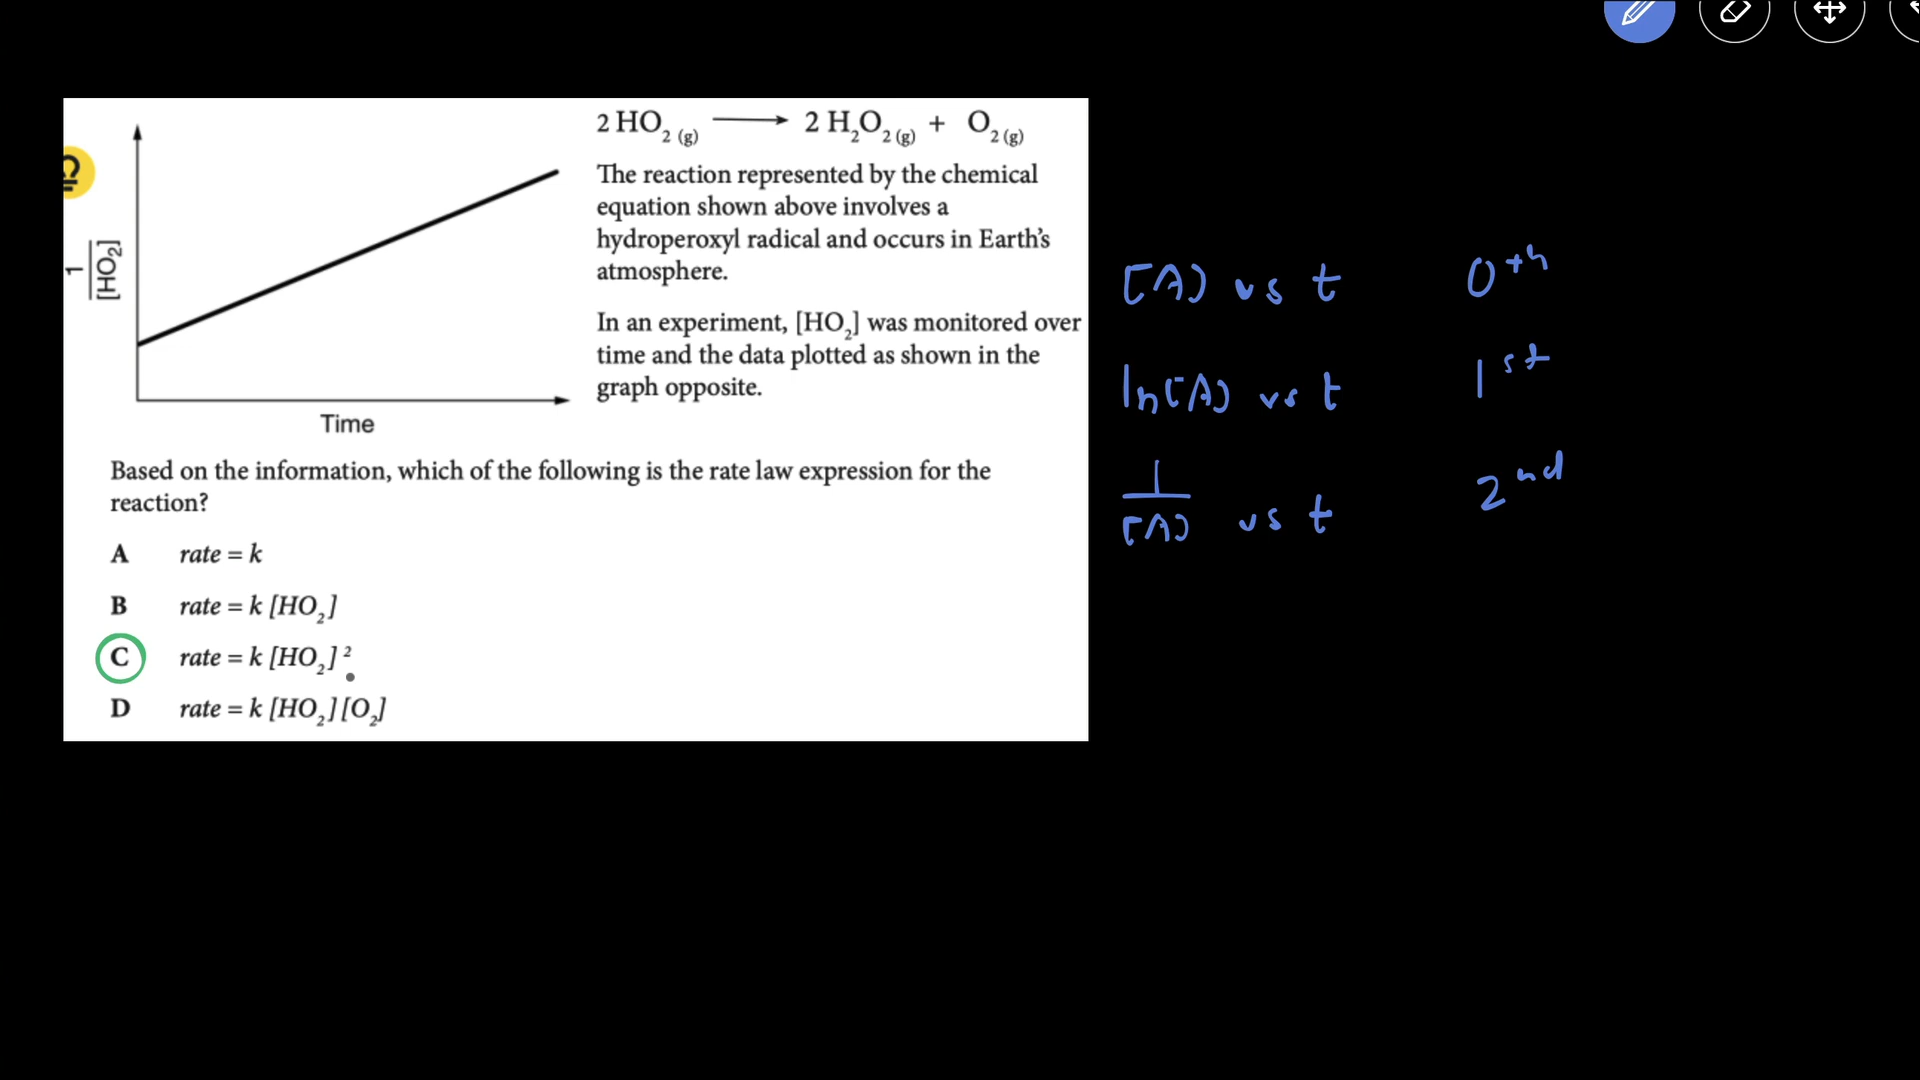 2 HO₂ (g) ⟶ 2 H₂O₂ (g) + O₂ (g)
The reaction represented by the chemical
equation shown above involves a
hydroperoxyl radical and occurs in Earth's
atmosphere.
In an experiment, [HO₂] was monitored over
time and the data plotted as shown in the
graph opposite.
1/[HO₂]
Time
Based on the information, which of the following is the rate law expression for the
reaction?
A rate = k
B rate = k [HO₂]
C rate = k [HO₂]²
D rate = k [HO₂][O₂]
[A] vs t 0th
ln[A] vs t 1st
1/[A] vs t 2nd